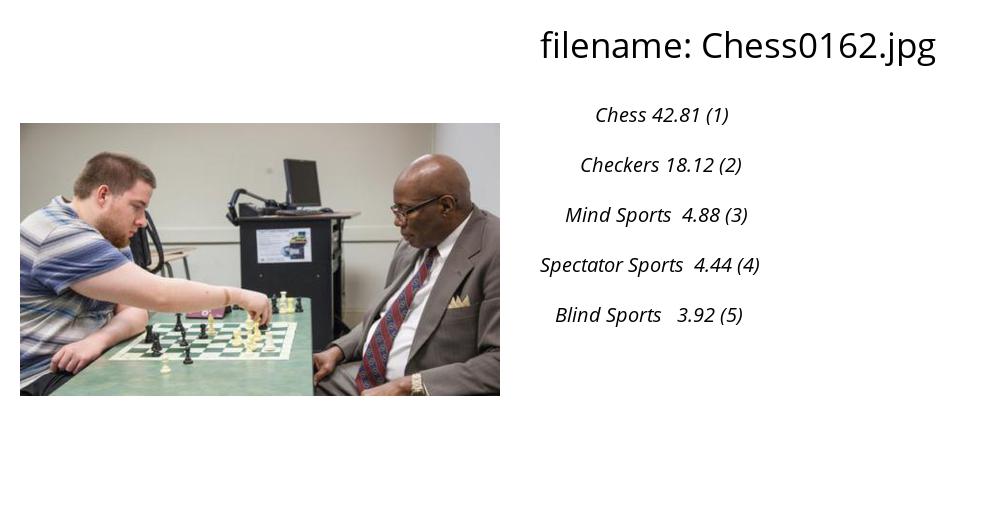 filename: Chess0162.jpg
Chess 42.81 (1)
Checkers 18.12 (2)
Mind Sports 4.88 (3)
Spectator Sports 4.44 (4)
Blind Sports 3.92 (5)